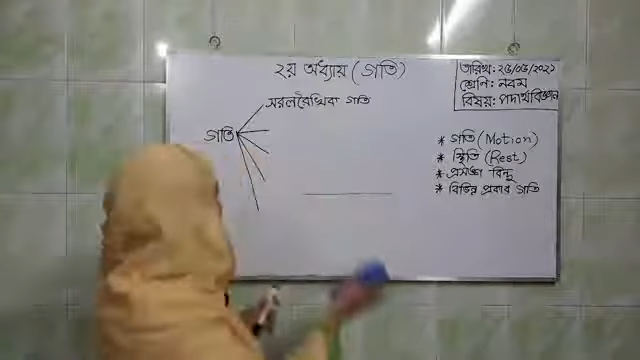 ২য় অধ্যায় (গতি)
তারিখ: ২৫/০৫/২০২১
শ্রেণি: নবম
বিষয়: পদার্থবিজ্ঞান
সরলরৈখিক গতি
গতি
* গতি (Motion)
* স্থিতি (Rest)
* প্রসঙ্গ বিন্দু
* বিভিন্ন প্রকার গতি